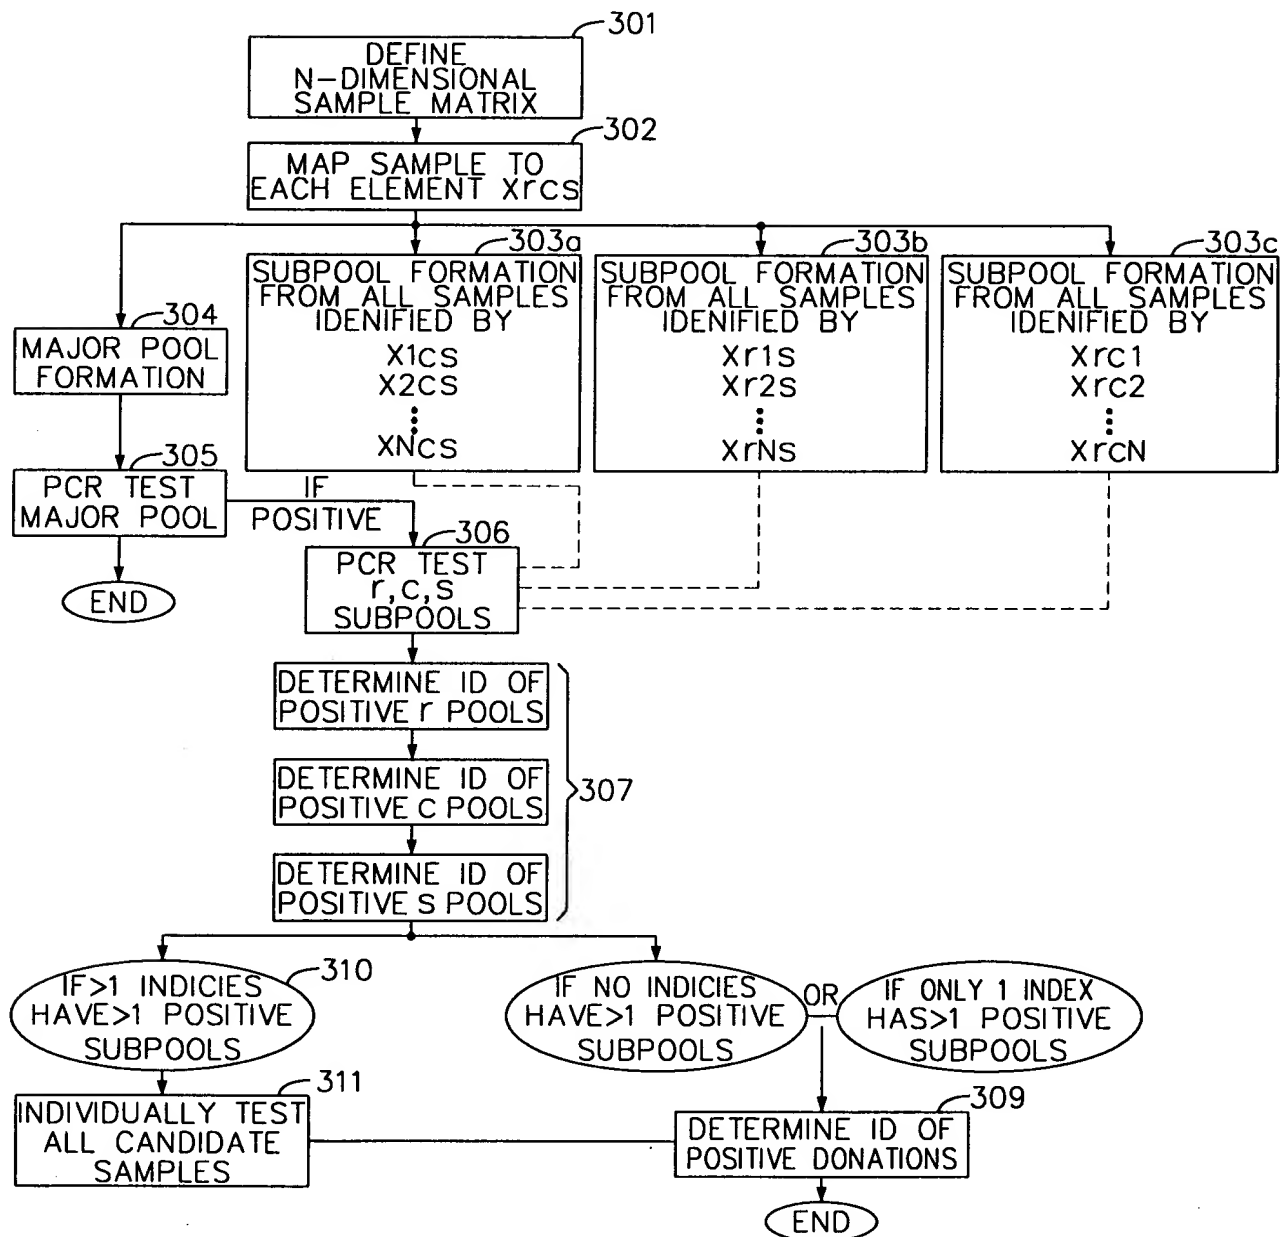 301
DEFINE
N-DIMENSIONAL
SAMPLE MATRIX
302
MAP SAMPLE TO
EACH ELEMENT Xrcs
303a
SUBPOOL FORMATION
FROM ALL SAMPLES
IDENIFIED BY
X1cs
X2cs
XNcs
303b
SUBPOOL FORMATION
FROM ALL SAMPLES
IDENIFIED BY
Xr1s
Xr2s
XrNs
303c
SUBPOOL FORMATION
FROM ALL SAMPLES
IDENIFIED BY
Xrc1
Xrc2
XrcN
304
MAJOR POOL
FORMATION
305
PCR TEST
MAJOR POOL
IF
POSITIVE
END
306
PCR TEST
r,c,s
SUBPOOLS
DETERMINE ID OF
POSITIVE r POOLS
DETERMINE ID OF
POSITIVE c POOLS
DETERMINE ID OF
POSITIVE s POOLS
307
310
IF>1 INDICIES
HAVE>1 POSITIVE
SUBPOOLS
IF NO INDICIES
HAVE>1 POSITIVE
SUBPOOLS
OR
IF ONLY 1 INDEX
HAS>1 POSITIVE
SUBPOOLS
311
INDIVIDUALLY TEST
ALL CANDIDATE
SAMPLES
309
DETERMINE ID OF
POSITIVE DONATIONS
END